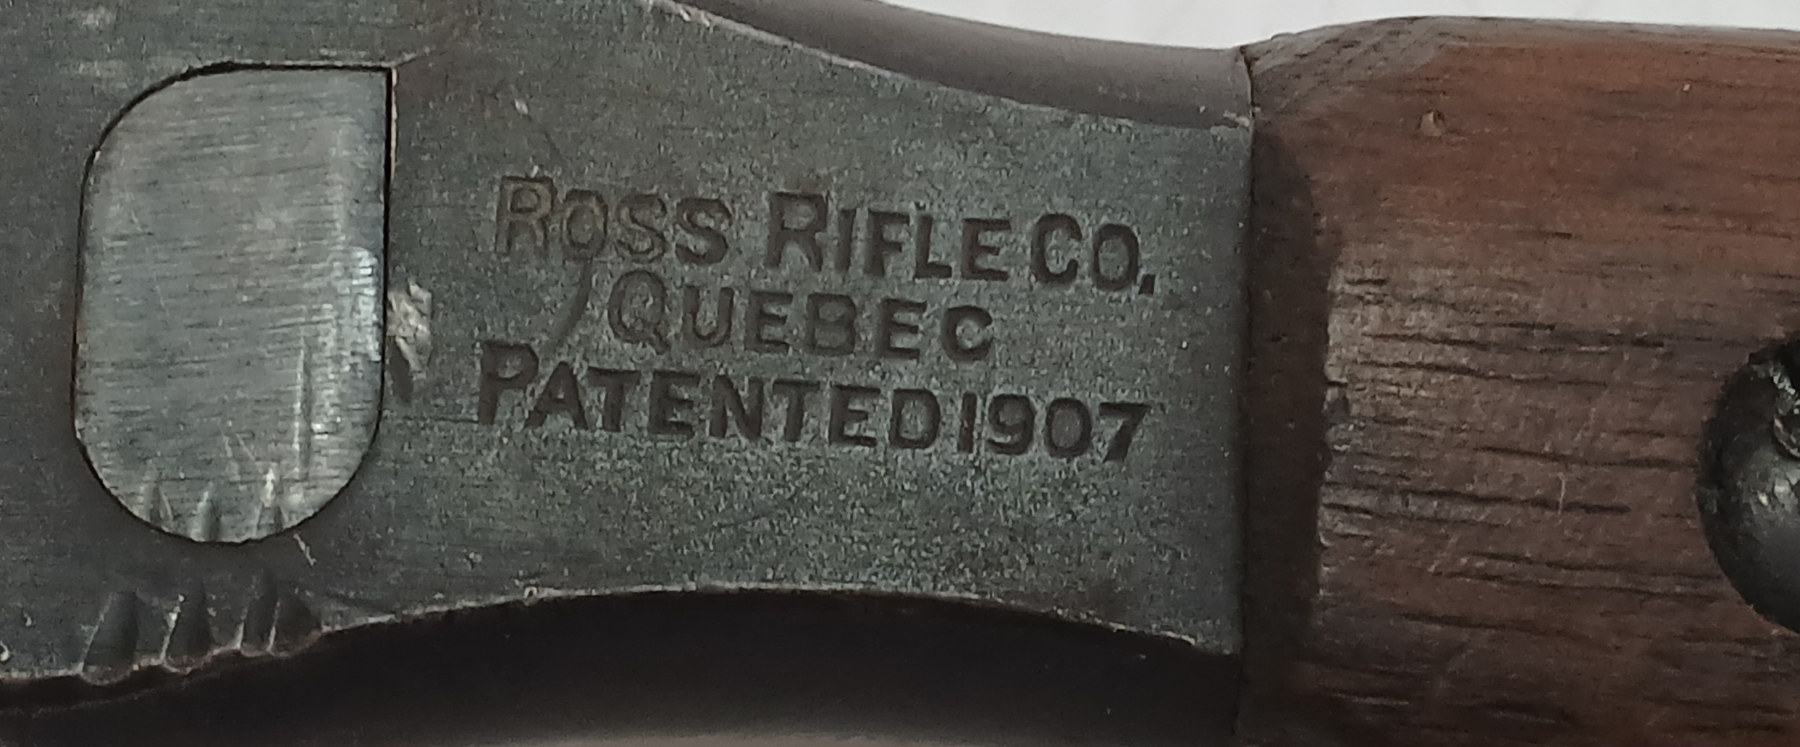 ROSS RIFLE CO.
QUEBEC
PATENTED 1907